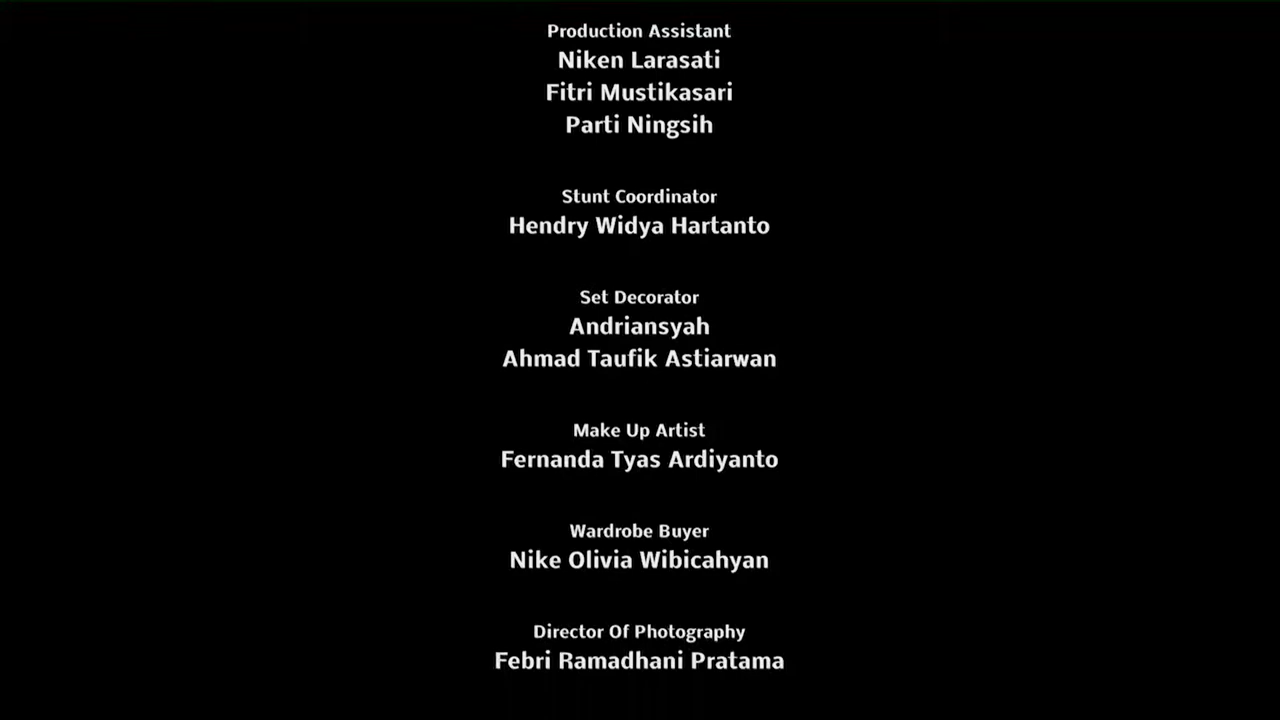 Production Assistant
Niken Larasati
Fitri Mustikasari
Parti Ningsih
Stunt Coordinator
Hendry Widya Hartanto
Set Decorator
Andriansyah
Ahmad Taufik Astiarwan
Make Up Artist
Fernanda Tyas Ardiyanto
Wardrobe Buyer
Nike Olivia Wibicahyan
Director Of Photography
Febri Ramadhani Pratama